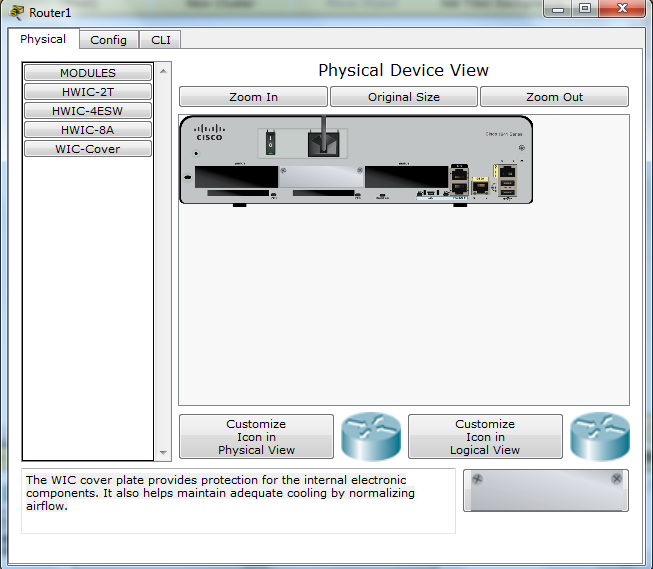 Router1
Physical
Config
CLI
MODULES
HWIC-2T
HWIC-4ESW
HWIC-8A
WIC-Cover
Physical Device View
Zoom In
Original Size
Zoom Out
CISCO
Customize
Icon in
Physical View
Customize
Icon in
Logical View
The WIC cover plate provides protection for the internal electronic
components. It also helps maintain adequate cooling by normalizing
airflow.